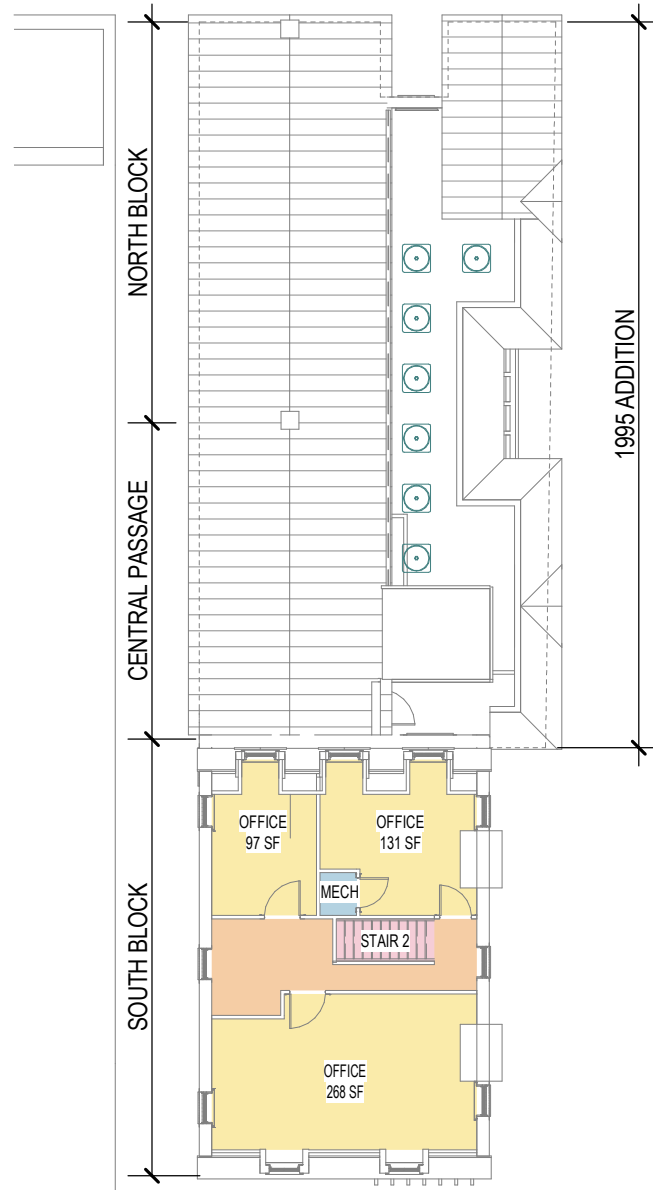 NORTH BLOCK
1995 ADDITION
CENTRAL PASSAGE
SOUTH BLOCK
OFFICE
97 SF
OFFICE
131 SF
MECH
STAIR 2
OFFICE
268 SF